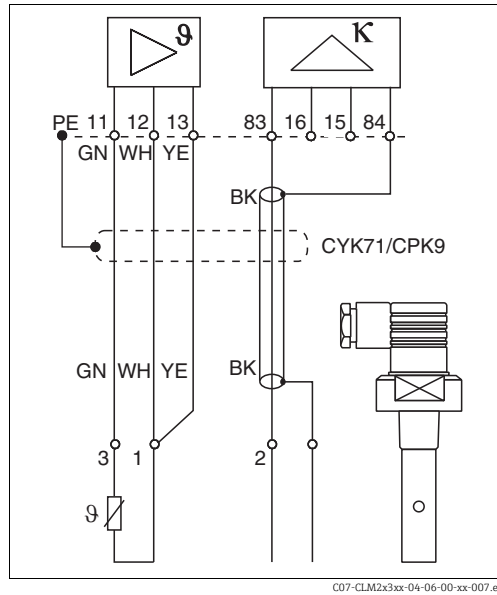 ϑ κ
PE 11 12 13 83 16 15 84
GN WH YE
BK
CYK71/CPK9
GN WH YE BK
3 1 2
ϑ
C07-CLM2x3xx-04-06-00-xx-007.e